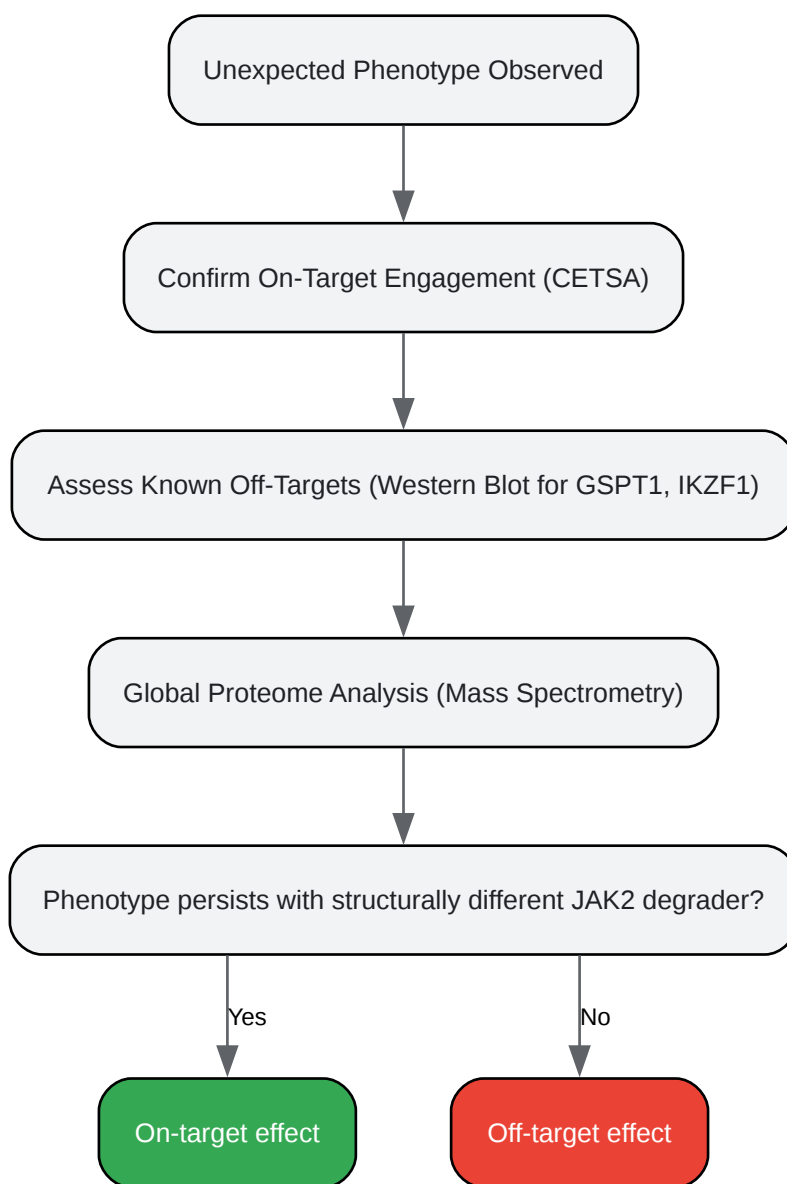 Unexpected Phenotype Observed
Confirm On-Target Engagement (CETSA)
Assess Known Off-Targets (Western Blot for GSPT1, IKZF1)
Global Proteome Analysis (Mass Spectrometry)
Phenotype persists with structurally different JAK2 degrader?
Yes
No
On-target effect
Off-target effect